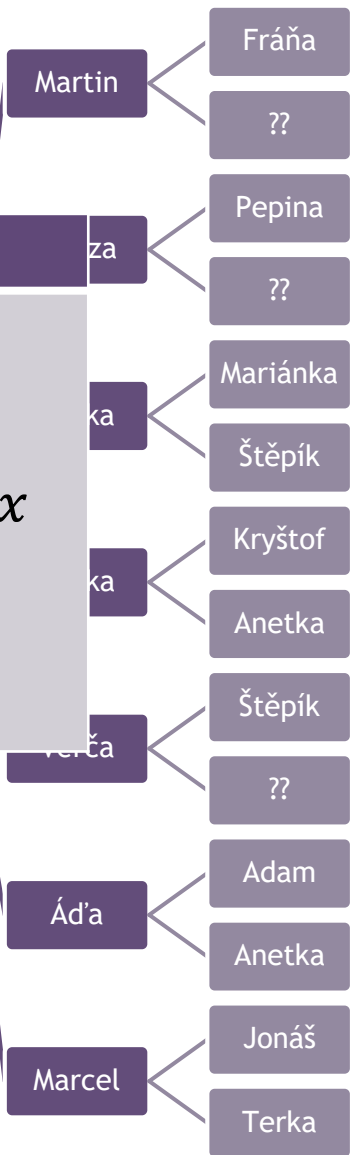 Martin
Fráňa
??
za
Pepina
??
ka
Mariánka
Štěpík
x
ka
Kryštof
Anetka
Štěpík
??
Áďa
Adam
Anetka
Marcel
Jonáš
Terka